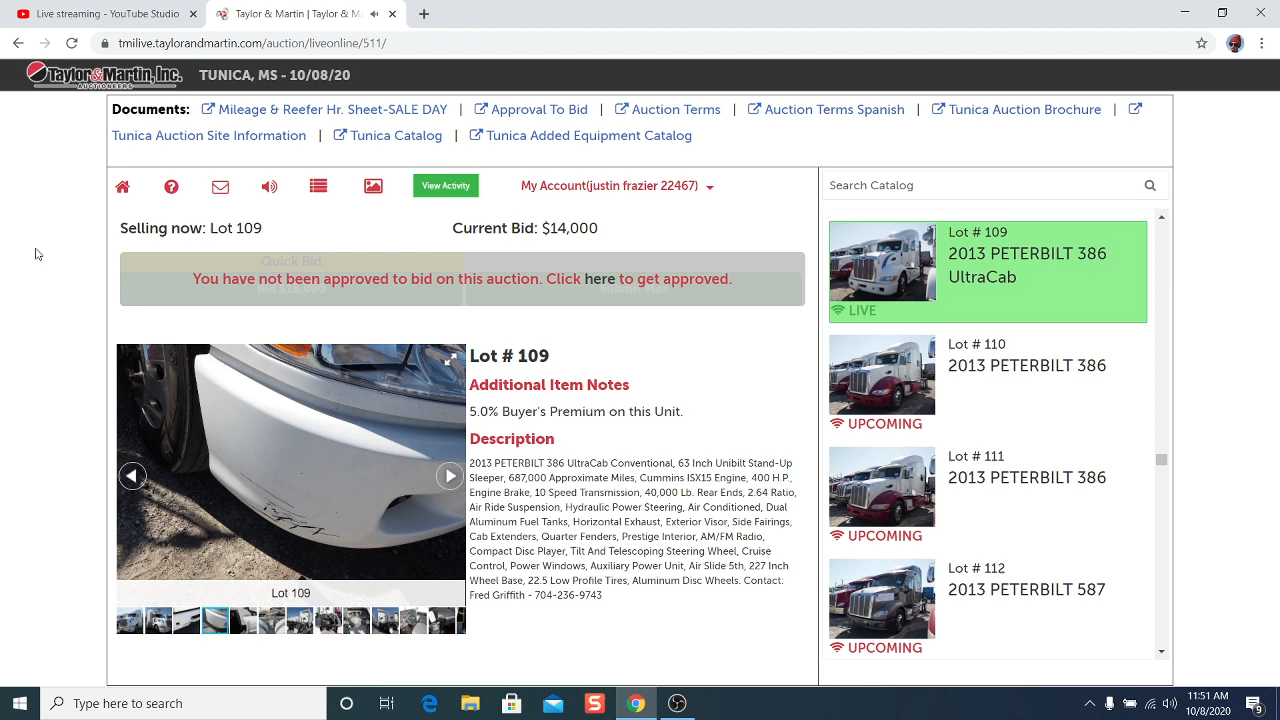 Live streaming - YouTube Studio
Taylor & Martin | Taylor & M
tmilive.taylorandmartin.com/auction/liveonline/511/
Taylor & Martin, Inc.
AUCTIONEERS
TUNICA, MS - 10/08/20
Documents: Mileage & Reefer Hr. Sheet-SALE DAY | Approval To Bid | Auction Terms | Auction Terms Spanish | Tunica Auction Brochure |
Tunica Auction Site Information | Tunica Catalog | Tunica Added Equipment Catalog
View Activity
My Account(justin frazier 22467)
Search Catalog
Selling now: Lot 109
Current Bid: $14,000
Quick Bid
You have not been approved to bid on this auction. Click here to get approved.
Lot 109
Lot # 109
Additional Item Notes
5.0% Buyer's Premium on this Unit.
Description
2013 PETERBILT 386 UltraCab Conventional, 63 Inch Unibilt Stand-Up
Sleeper, 687,000 Approximate Miles, Cummins ISX15 Engine, 400 H.P.,
Engine Brake, 10 Speed Transmission, 40,000 Lb. Rear Ends, 2.64 Ratio,
Air Ride Suspension, Hydraulic Power Steering, Air Conditioned, Dual
Aluminum Fuel Tanks, Horizontal Exhaust, Exterior Visor, Side Fairings,
Cab Extenders, Quarter Fenders, Prestige Interior, AM/FM Radio,
Compact Disc Player, Tilt And Telescoping Steering Wheel, Cruise
Control, Power Windows, Auxiliary Power Unit, Air Slide 5th, 227 Inch
Wheel Base, 22.5 Low Profile Tires, Aluminum Disc Wheels. Contact:
Fred Griffith - 704-236-9743
Lot # 109
2013 PETERBILT 386
UltraCab
LIVE
Lot # 110
2013 PETERBILT 386
UPCOMING
Lot # 111
2013 PETERBILT 386
UPCOMING
Lot # 112
2013 PETERBILT 587
UPCOMING
Type here to search
11:51 AM
10/8/2020
9